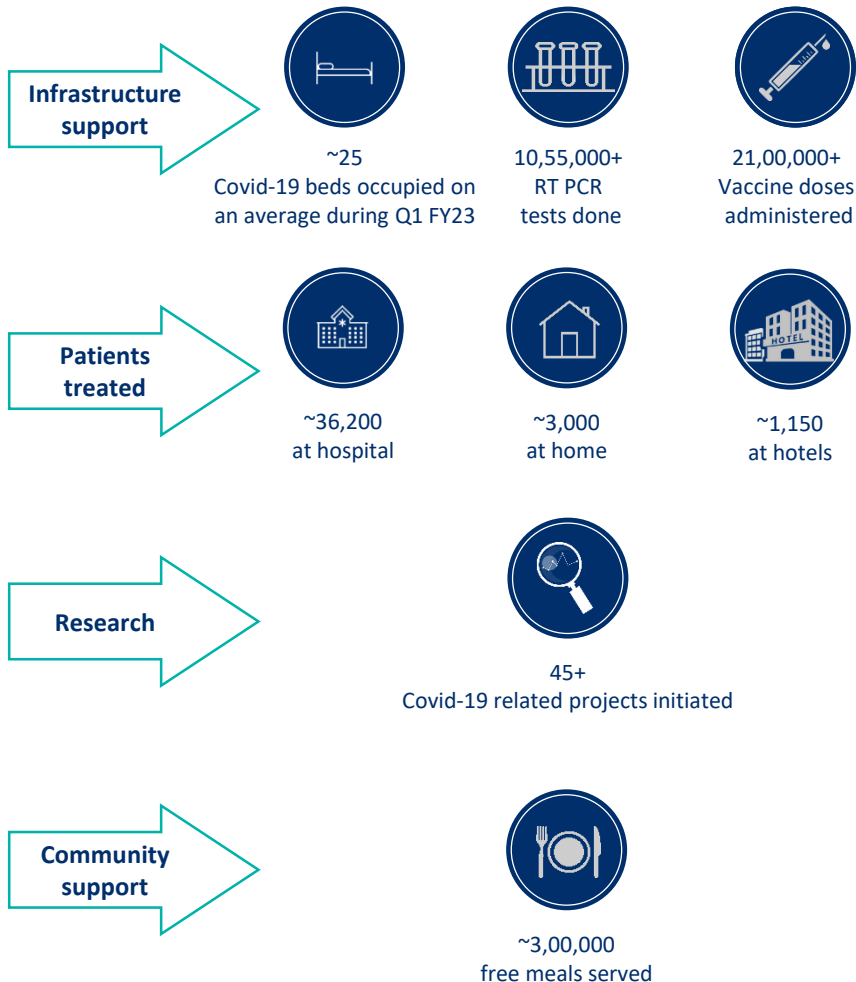 Infrastructure
support
~25
Covid-19 beds occupied on
an average during Q1 FY23
10,55,000+
RT PCR
tests done
21,00,000+
Vaccine doses
administered
Patients
treated
~36,200
at hospital
~3,000
at home
HOTEL
~1,150
at hotels
Research
45+
Covid-19 related projects initiated
Community
support
~3,00,000
free meals served